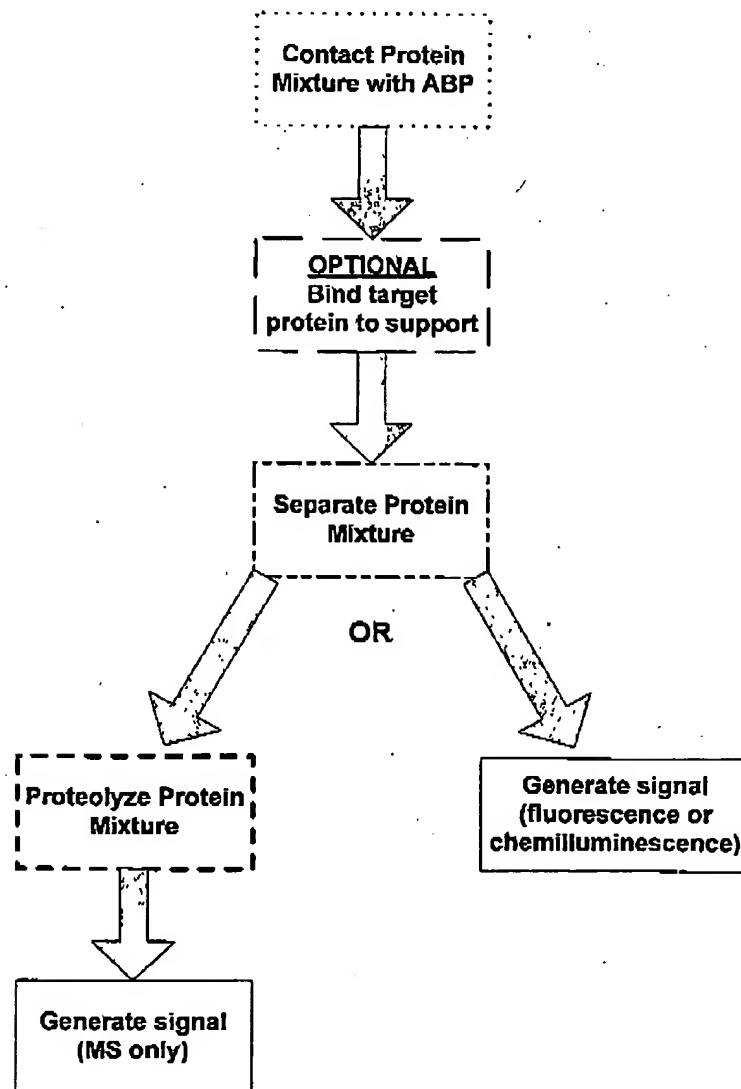 Contact Protein
Mixture with ABP
OPTIONAL
Bind target
protein to support
Separate Protein
Mixture
OR
Proteolyze Protein
Mixture
Generate signal
(fluorescence or
chemilluminescence)
Generate signal
(MS only)